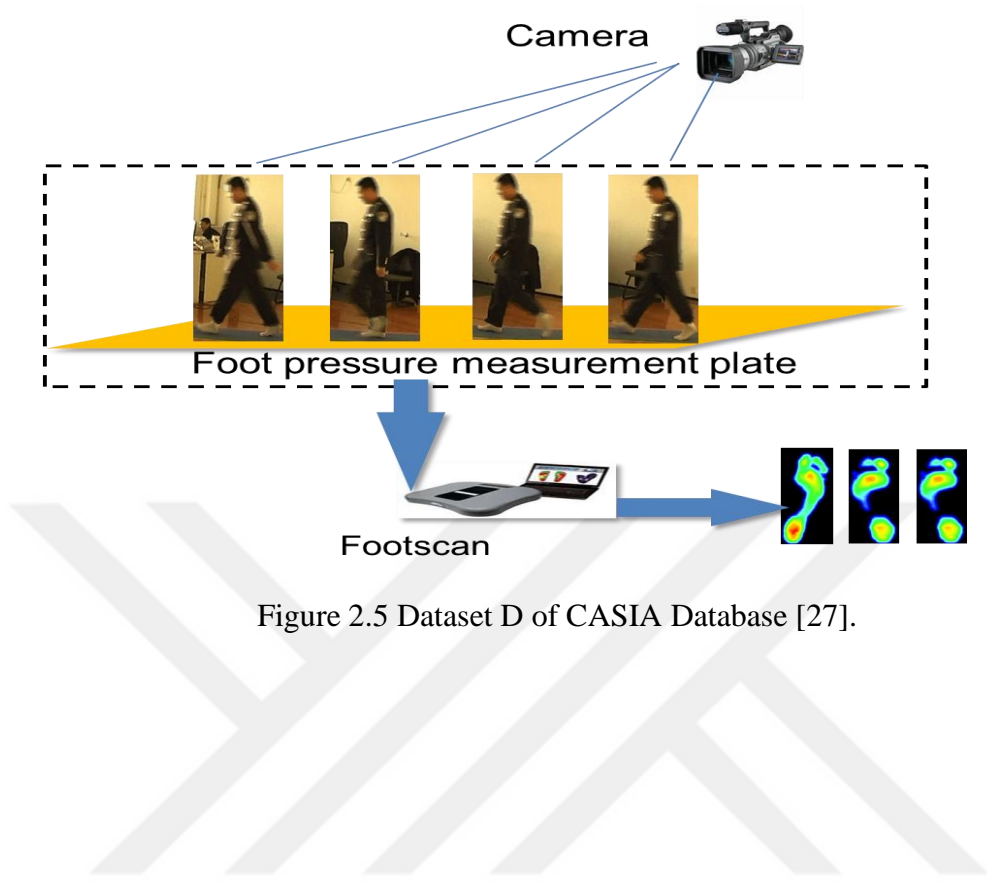 Camera
Foot pressure measurement plate
Footscan
Figure 2.5 Dataset D of CASIA Database [27].